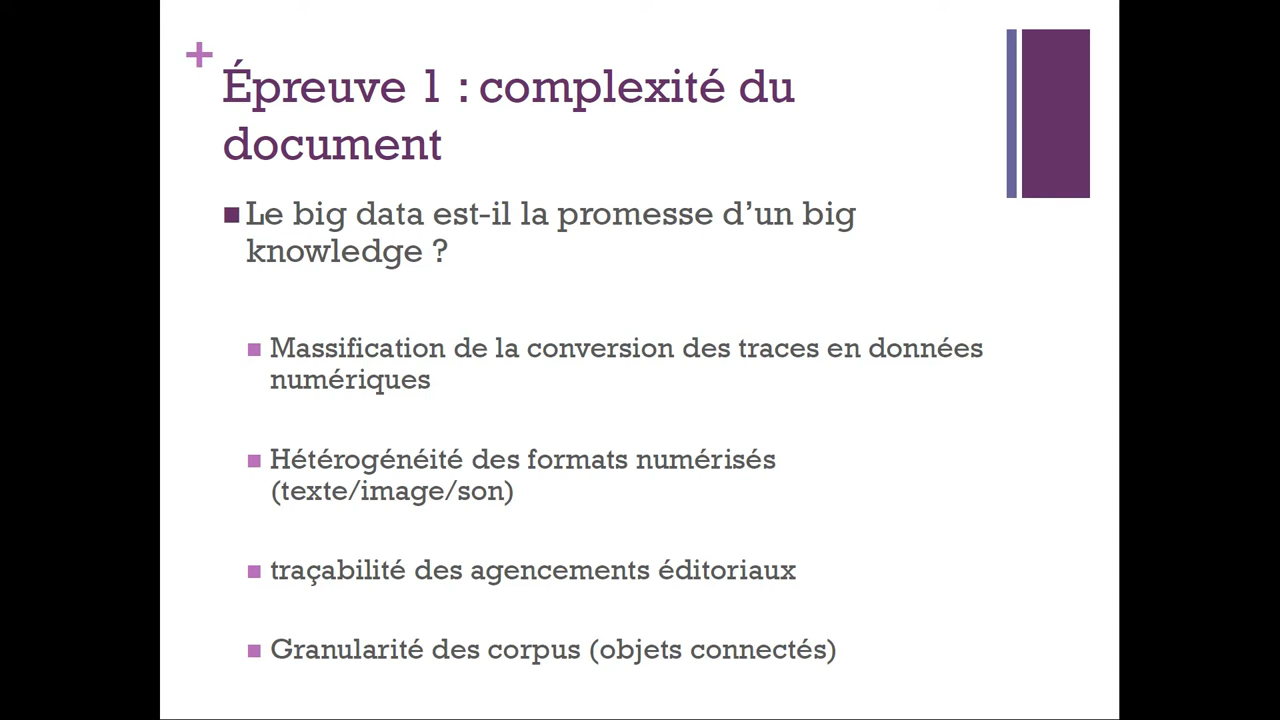 +
Épreuve 1 : complexité du
document
Le big data est-il la promesse d’un big
knowledge ?
Massification de la conversion des traces en données
numériques
Hétérogénéité des formats numérisés
(texte/image/son)
traçabilité des agencements éditoriaux
Granularité des corpus (objets connectés)